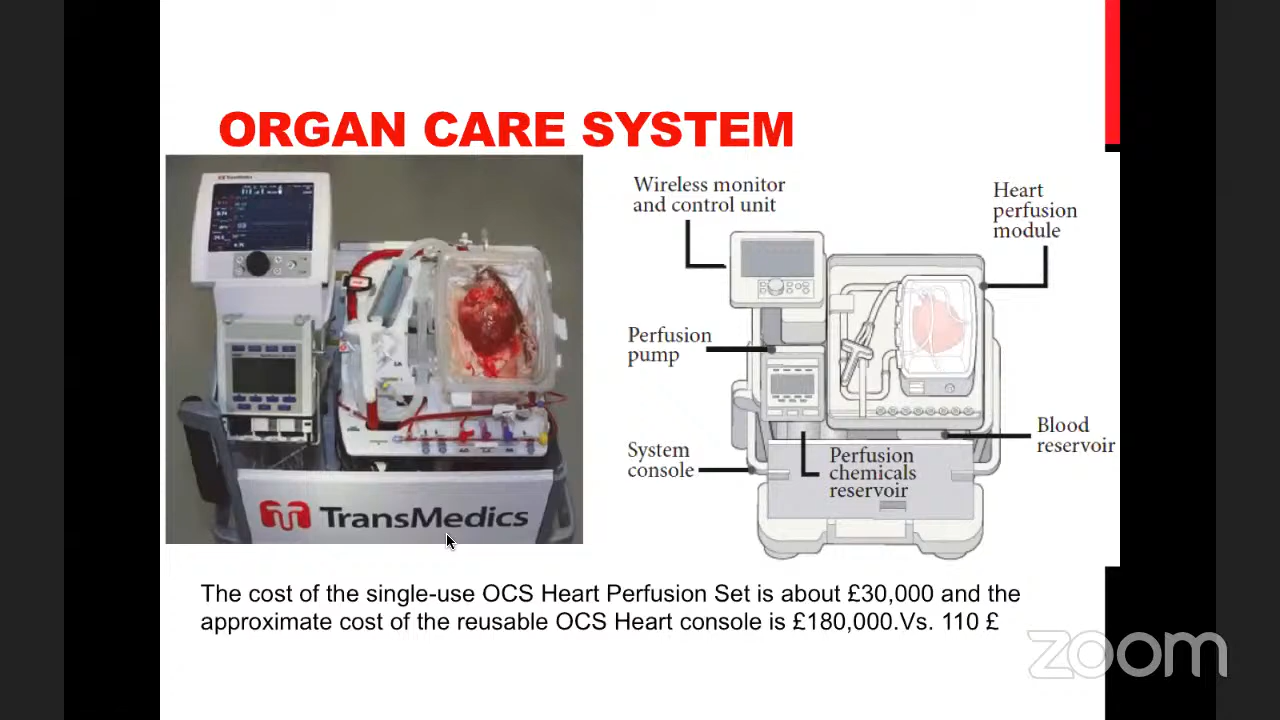 ORGAN CARE SYSTEM
TransMedics
Wireless monitor
and control unit
Heart
perfusion
module
Perfusion
pump
Blood
reservoir
System
console
Perfusion
chemicals
reservoir
TransMedics
The cost of the single-use OCS Heart Perfusion Set is about £30,000 and the
approximate cost of the reusable OCS Heart console is £180,000.Vs. 110 £
zoom